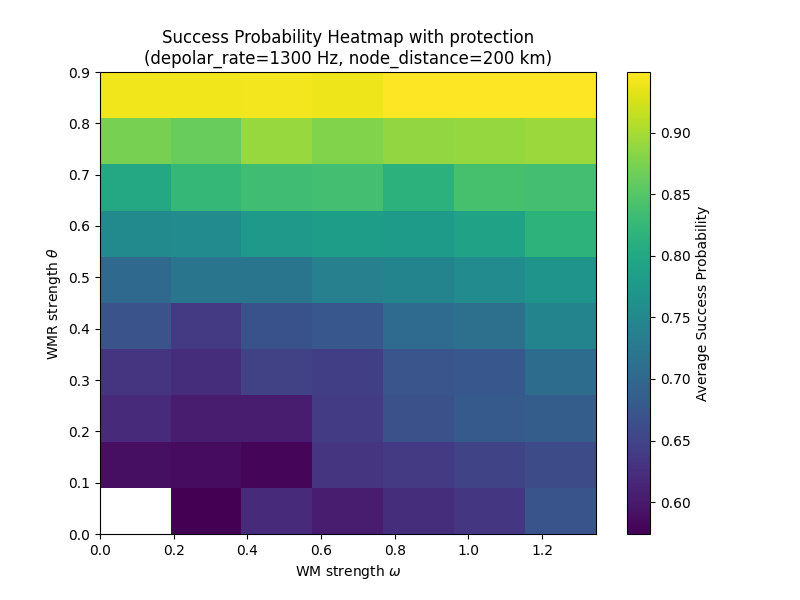 Success Probability Heatmap with protection
(depolar_rate=1300 Hz, node_distance=200 km)
0.9
0.8
0.7
0.6
0.5
0.4
0.3
0.2
0.1
0.0
WMR strength θ
0.0 0.2 0.4 0.6 0.8 1.0 1.2
WM strength ω
0.90
0.85
0.80
0.75
0.70
0.65
0.60
Average Success Probability